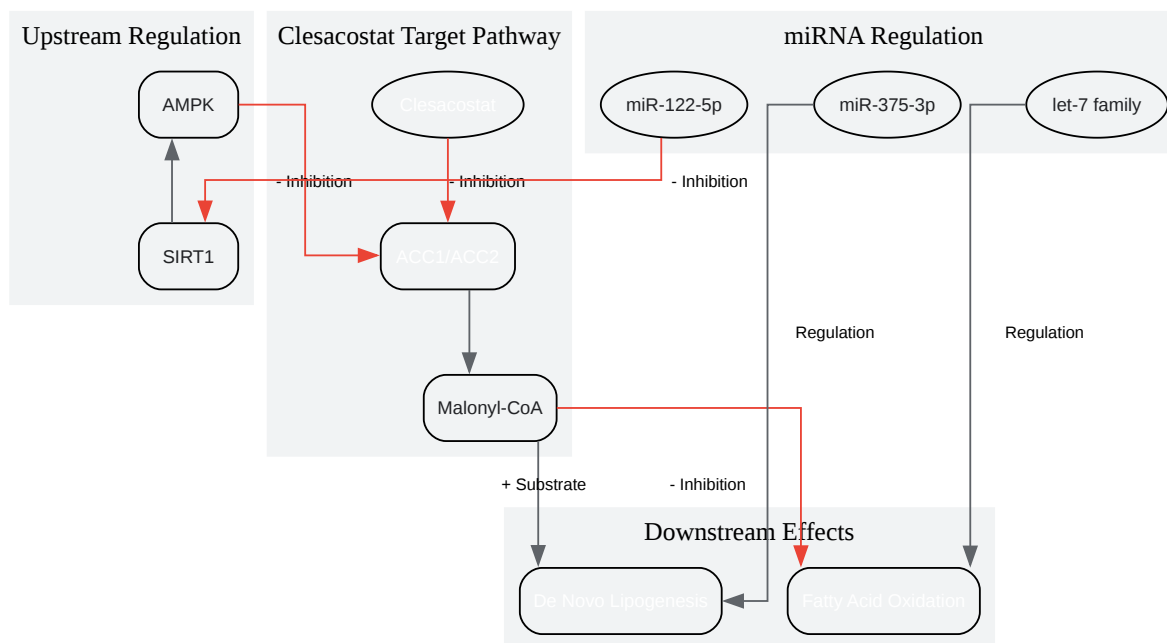 Upstream Regulation
Clesacostat Target Pathway
miRNA Regulation
AMPK
Clesacostat
miR-122-5p
miR-375-3p
let-7 family
- Inhibition
- Inhibition
- Inhibition
SIRT1
ACC1/ACC2
Regulation
Regulation
Malonyl-CoA
+ Substrate
- Inhibition
Downstream Effects
De Novo Lipogenesis
Fatty Acid Oxidation